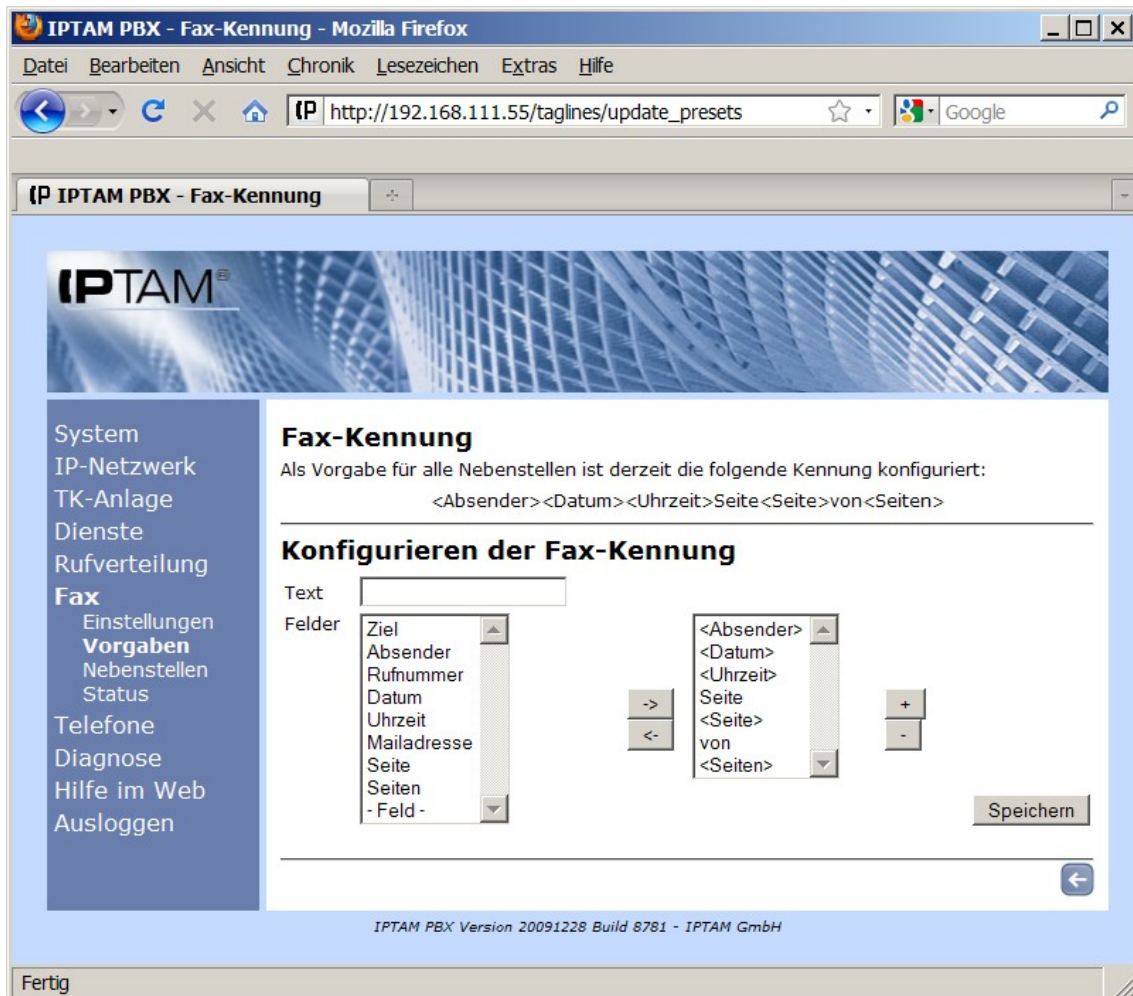 IPTAM PBX - Fax-Kennung - Mozilla Firefox
Datei Bearbeiten Ansicht Chronik Lesezeichen Extras Hilfe
http://192.168.111.55/taglines/update_presets Google
IPTAM PBX - Fax-Kennung
IPTAM®
System
IP-Netzwerk
TK-Anlage
Dienste
Rufverteilung
Fax
Einstellungen
Vorgaben
Nebenstellen
Status
Telefone
Diagnose
Hilfe im Web
Ausloggen
Fax-Kennung
Als Vorgabe für alle Nebenstellen ist derzeit die folgende Kennung konfiguriert:
<Absender><Datum><Uhrzeit>Seite<Seite>von<Seiten>
Konfigurieren der Fax-Kennung
Text
Felder
Ziel
Absender
Rufnummer
Datum
Uhrzeit
Mailadresse
Seite
Seiten
- Feld -
->
<-
<Absender>
<Datum>
<Uhrzeit>
Seite
<Seite>
von
<Seiten>
+
-
Speichern
IPTAM PBX Version 20091228 Build 8781 - IPTAM GmbH
Fertig